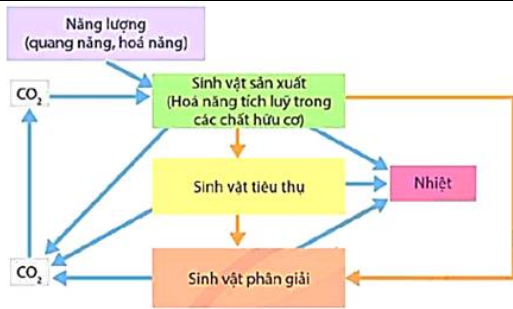 Năng lượng
(quang năng, hoá năng)
CO₂
Sinh vật sản xuất
(Hoá năng tích luỹ trong
các chất hữu cơ)
Sinh vật tiêu thụ
Nhiệt
CO₂
Sinh vật phân giải